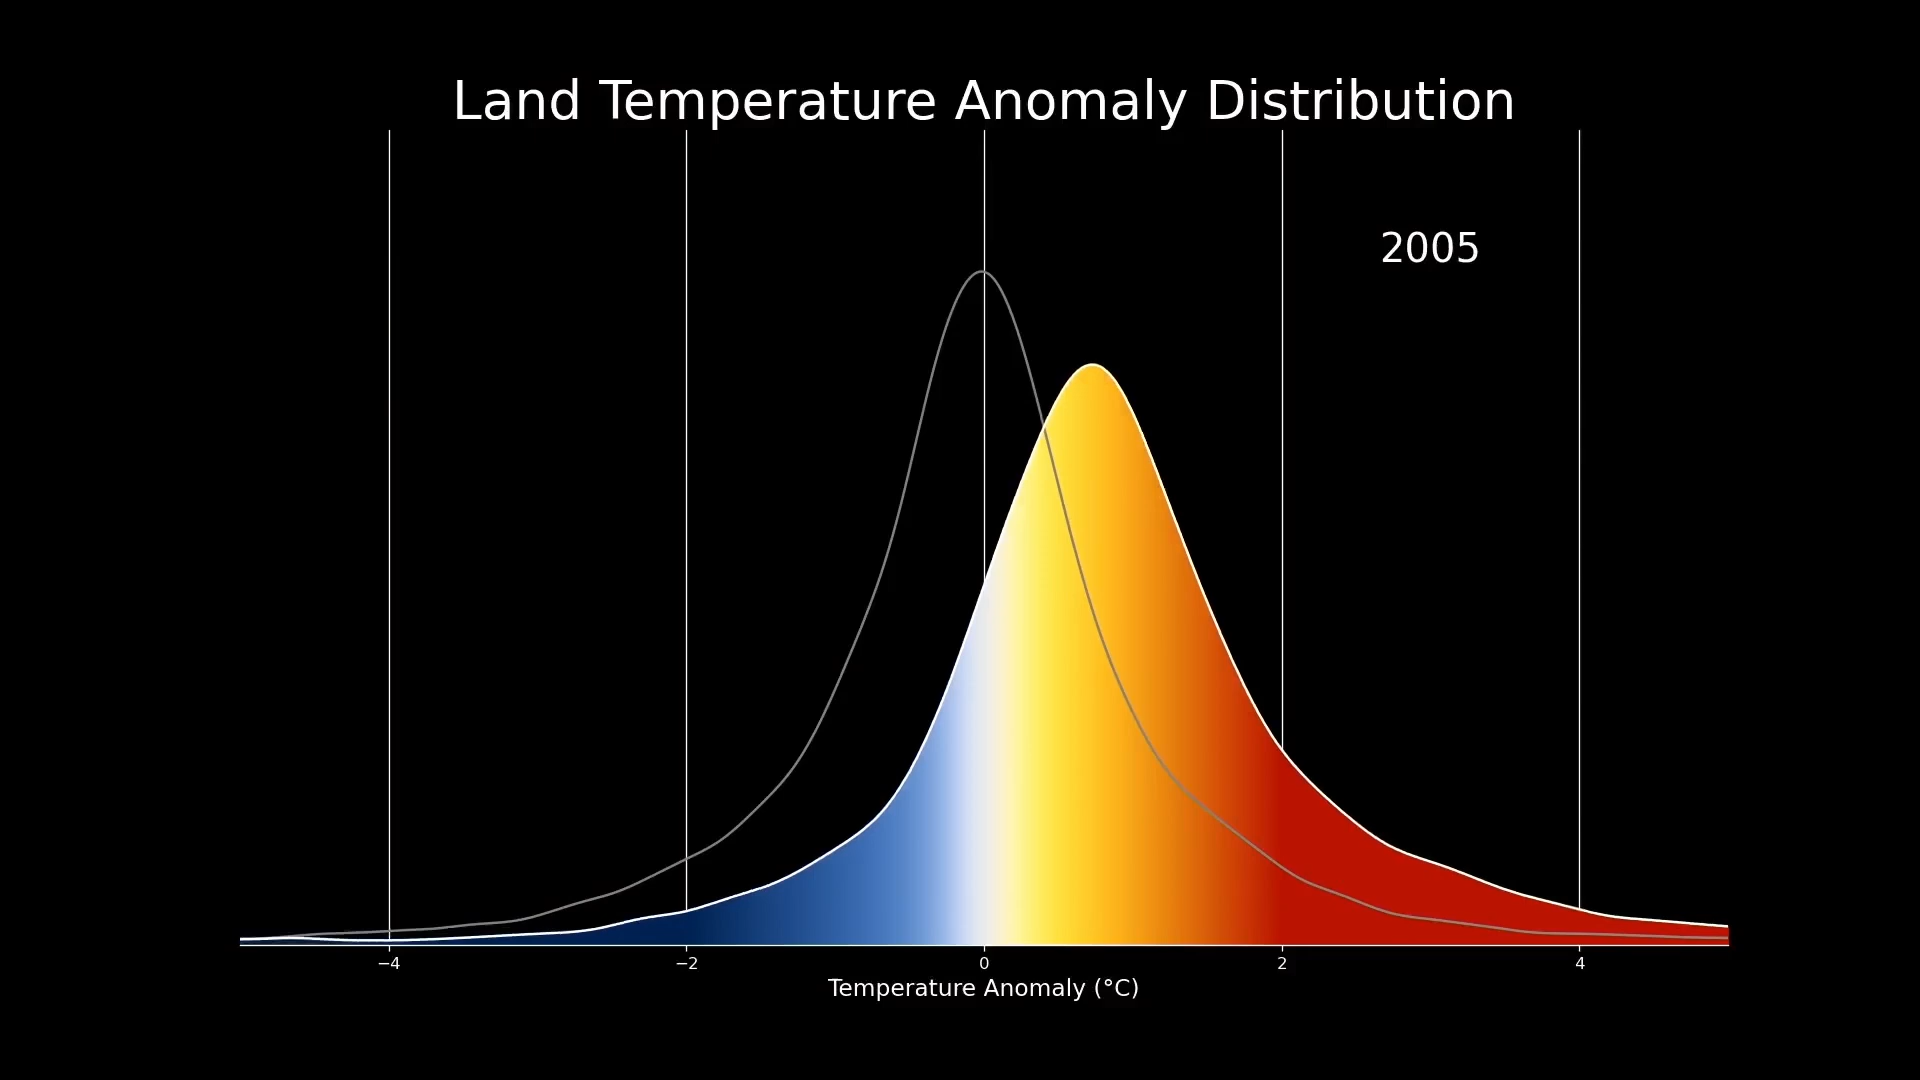 Land Temperature Anomaly Distribution
2005
−4 −2 0 2 4
Temperature Anomaly (°C)